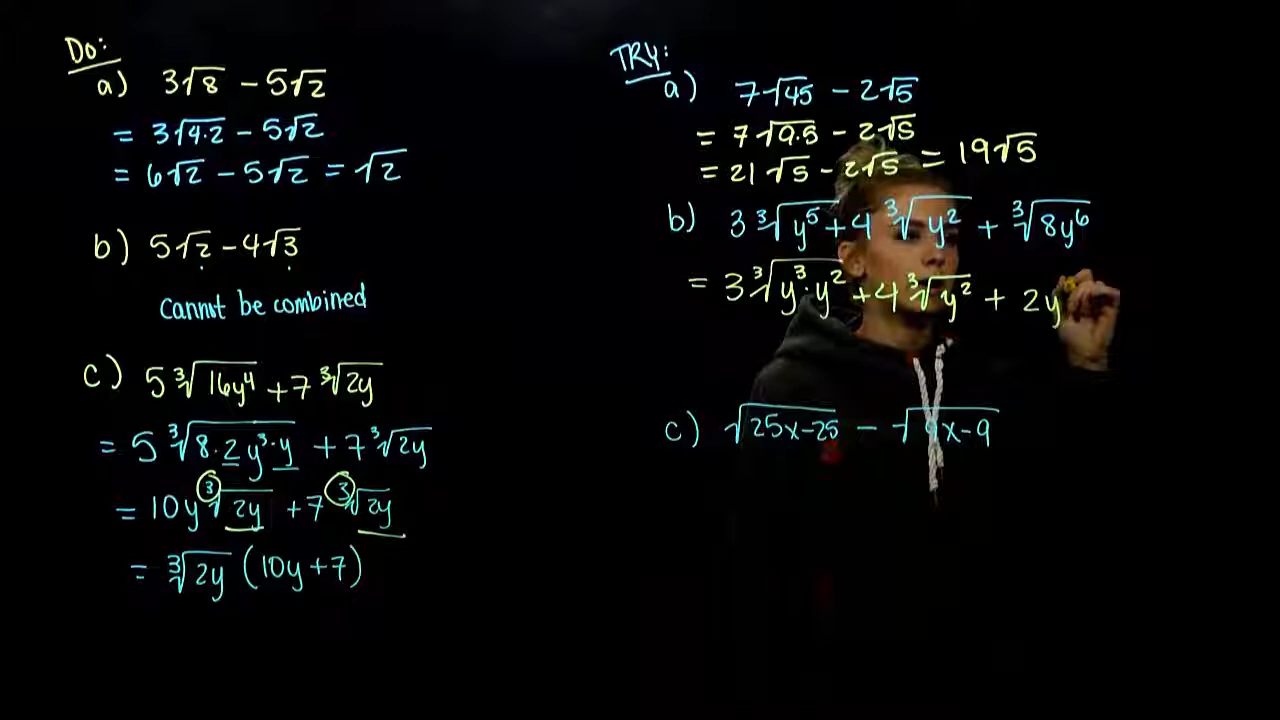 Do:
a) 3√8 − 5√2
= 3√4·2 − 5√2
= 6√2 − 5√2 = √2
b) 5√2 − 4√3
Cannot be combined
c) 5∛16y⁴ + 7∛2y
= 5∛8·2y³·y + 7∛2y
= 10y∛2y + 7∛2y
= ∛2y (10y + 7)
TRY:
a) 7√45 − 2√5
= 7√9·5 − 2√5
= 21√5 − 2√5 = 19√5
b) 3∛y⁵ + 4∛y² + ∛8y⁶
= 3∛y³·y² + 4∛y² + 2y
c) √25x−25 − √9x−9